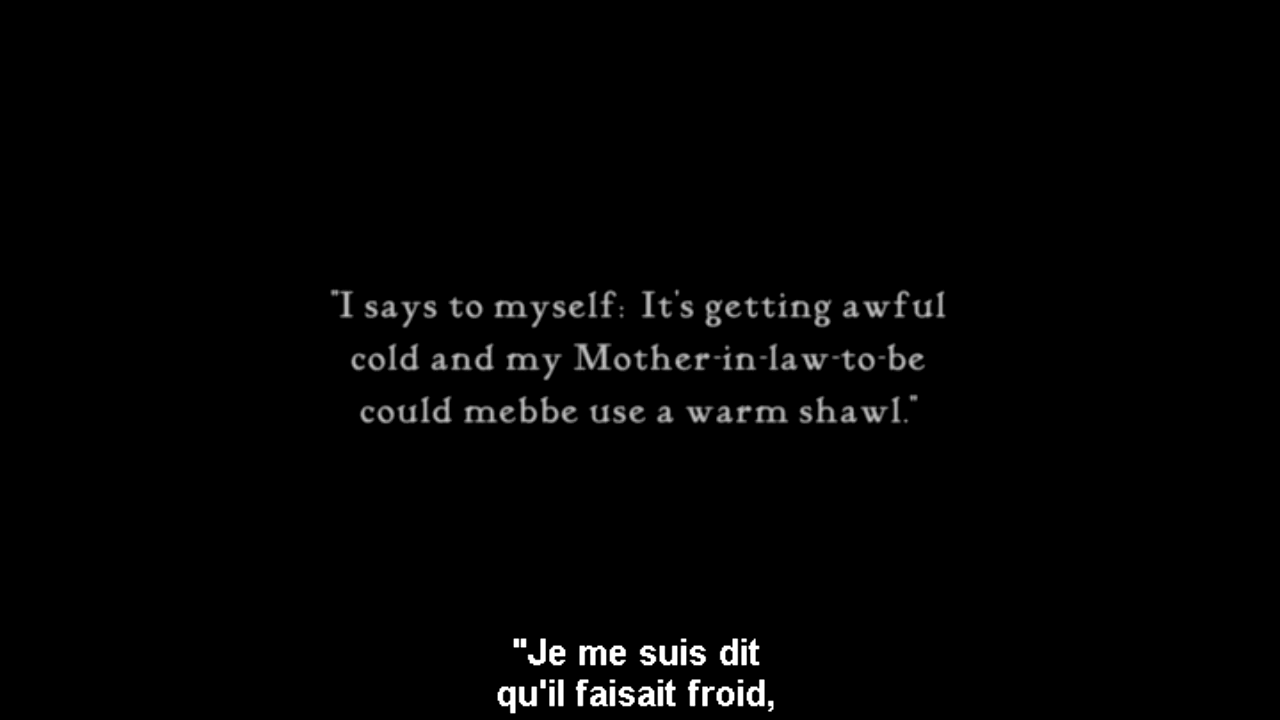 "I says to myself: It's getting awful
cold and my Mother-in-law-to-be
could mebbe use a warm shawl."
"Je me suis dit
qu'il faisait froid,